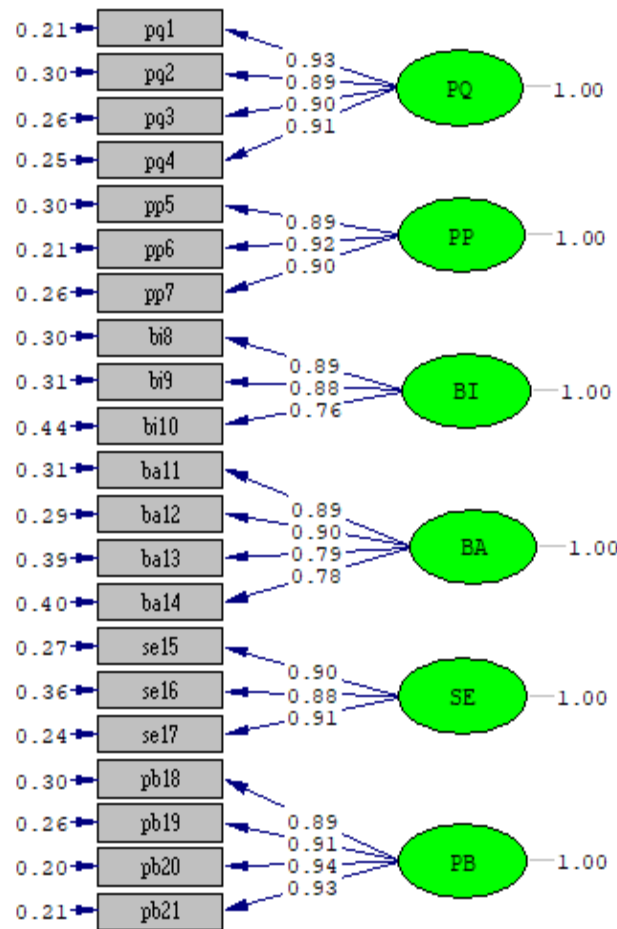 0.21 pq1
0.93
0.30 pq2 0.89 PQ 1.00
0.26 pq3 0.90
0.25 pq4 0.91
0.30 pp5 0.89
0.21 pp6 0.92 PP 1.00
0.26 pp7 0.90
0.30 bi8 0.89
0.31 bi9 0.88 BI 1.00
0.44 bi10 0.76
0.31 ba11 0.89
0.29 ba12 0.90
0.39 ba13 0.79 BA 1.00
0.40 ba14 0.78
0.27 se15 0.90
0.36 se16 0.88 SE 1.00
0.24 se17 0.91
0.30 pb18 0.89
0.26 pb19 0.91
0.20 pb20 0.94 PB 1.00
0.21 pb21 0.93